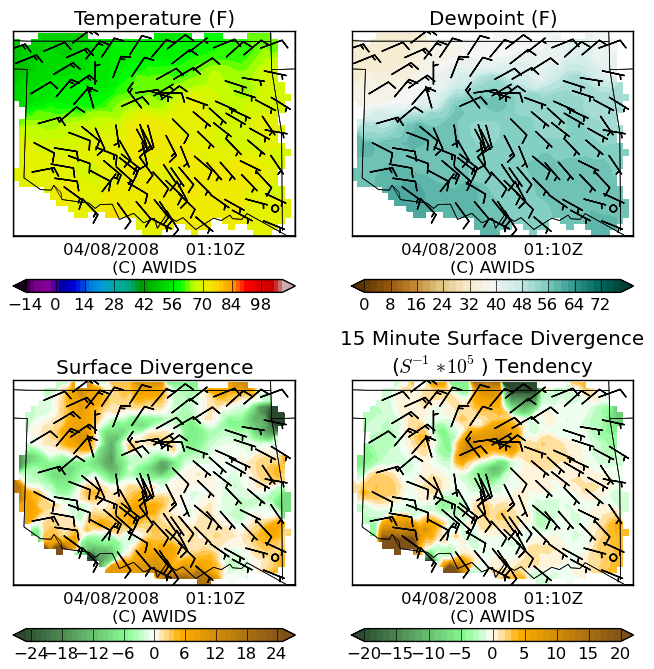 Temperature (F)
Dewpoint (F)
04/08/2008 01:10Z
(C) AWIDS
04/08/2008 01:10Z
(C) AWIDS
−14 0 14 28 42 56 70 84 98
0 8 16 24 32 40 48 56 64 72
15 Minute Surface Divergence
Surface Divergence
(S⁻¹ *10⁵ ) Tendency
04/08/2008 01:10Z
(C) AWIDS
04/08/2008 01:10Z
(C) AWIDS
−24 −18 −12 −6 0 6 12 18 24
−20 −15 −10 −5 0 5 10 15 20